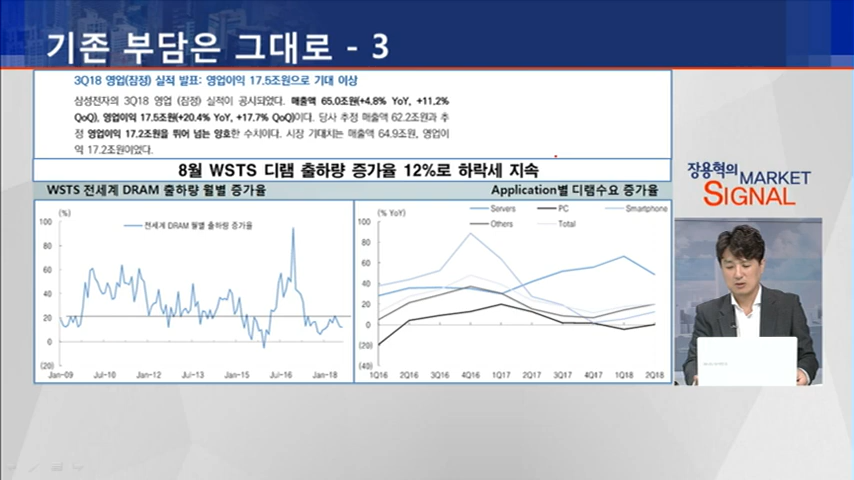 기존 부담은 그대로 - 3
3Q18 영업(잠정) 실적 발표: 영업이익 17.5조원으로 기대 이상
삼성전자의 3Q18 영업 (잠정) 실적이 공시되었다. 매출액 65.0조원(+4.8% YoY, +11.2%
QoQ), 영업이익 17.5조원(+20.4% YoY, +17.7% QoQ)이다. 당사 추정 매출액 62.2조원과 추
정 영업이익 17.2조원을 뛰어 넘는 양호한 수치이다. 시장 기대치는 매출액 64.9조원, 영업이
익 17.2조원이었다.
8월 WSTS 디램 출하량 증가율 12%로 하락세 지속
WSTS 전세계 DRAM 출하량 월별 증가율
Application별 디램수요 증가율
(%)
전세계 DRAM 월별 출하량 증가율
100
80
60
40
20
0
(20)
Jan-09 Jul-10 Jan-12 Jul-13 Jan-15 Jul-16 Jan-18
(% YoY)
Servers PC Smartphone
Others Total
100
80
60
40
20
0
(20)
(40)
1Q16 2Q16 3Q16 4Q16 1Q17 2Q17 3Q17 4Q17 1Q18 2Q18
장용혁의 MARKET
SIGNAL